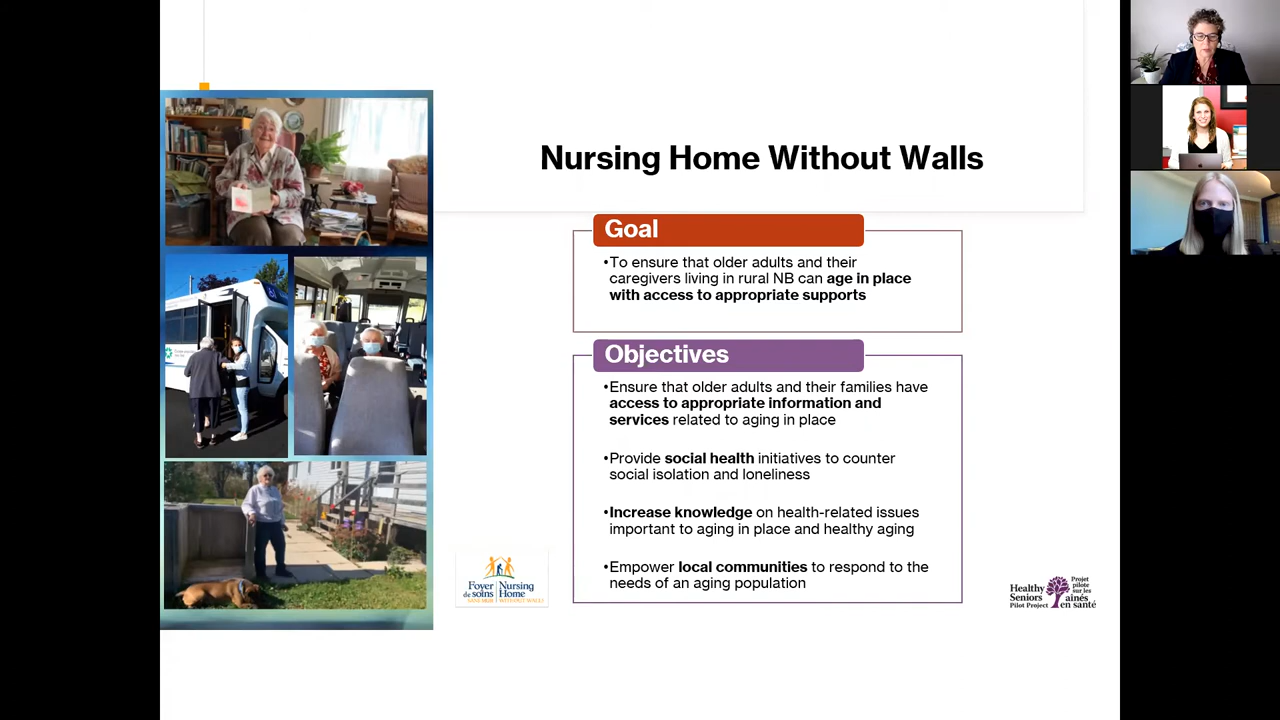 Nursing Home Without Walls
Goal
•To ensure that older adults and their
caregivers living in rural NB can age in place
with access to appropriate supports
Objectives
•Ensure that older adults and their families have
access to appropriate information and
services related to aging in place
•Provide social health initiatives to counter
social isolation and loneliness
•Increase knowledge on health-related issues
important to aging in place and healthy aging
•Empower local communities to respond to the
needs of an aging population
Foyer
de soins
SANS MURS
Nursing
Home
WITHOUT WALLS
Healthy
Seniors
Pilot Project
Projet
pilote
sur les
aînés
en santé